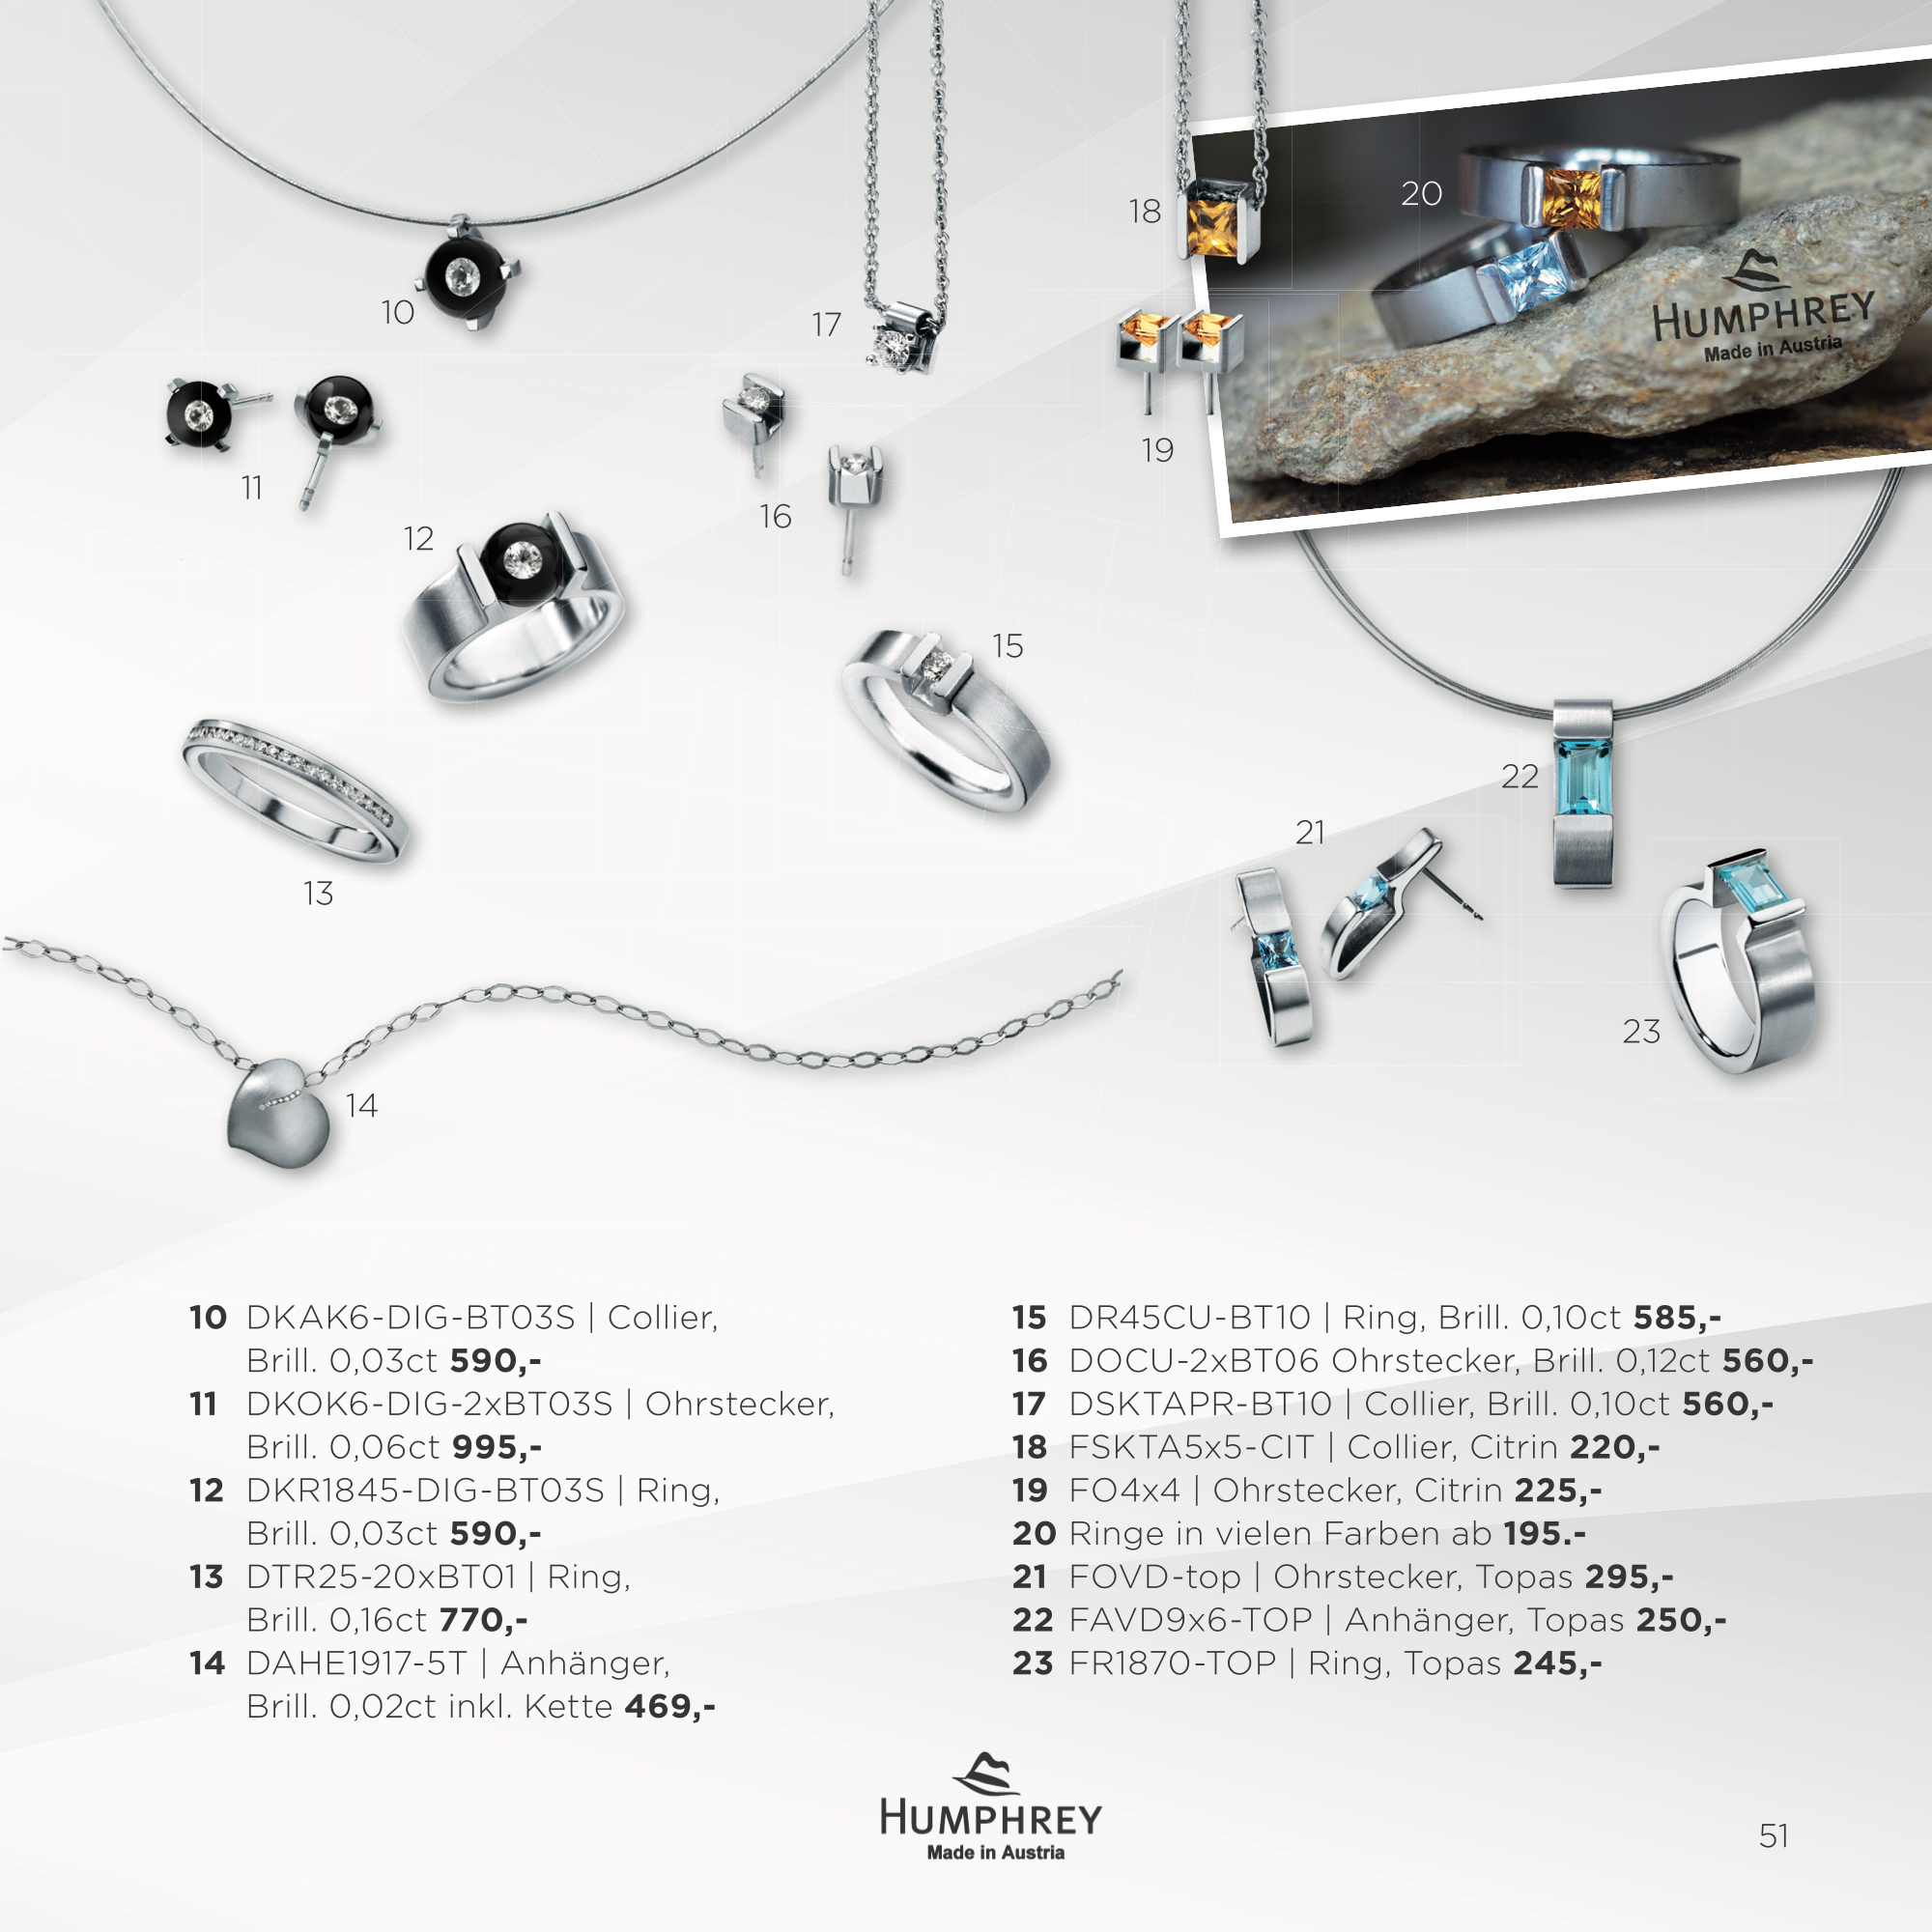 18
20
HUMPHREY
Made in Austria
10
17
19
11
16
12
15
22
21
13
23
14
10 DKAK6-DIG-BT03S | Collier,
Brill. 0,03ct 590,-
11 DKOK6-DIG-2xBT03S | Ohrstecker,
Brill. 0,06ct 995,-
12 DKR1845-DIG-BT03S | Ring,
Brill. 0,03ct 590,-
13 DTR25-20xBT01 | Ring,
Brill. 0,16ct 770,-
14 DAHE1917-5T | Anhänger,
Brill. 0,02ct inkl. Kette 469,-
15 DR45CU-BT10 | Ring, Brill. 0,10ct 585,-
16 DOCU-2xBT06 Ohrstecker, Brill. 0,12ct 560,-
17 DSKTAPR-BT10 | Collier, Brill. 0,10ct 560,-
18 FSKTA5x5-CIT | Collier, Citrin 220,-
19 FO4x4 | Ohrstecker, Citrin 225,-
20 Ringe in vielen Farben ab 195.-
21 FOVD-top | Ohrstecker, Topas 295,-
22 FAVD9x6-TOP | Anhänger, Topas 250,-
23 FR1870-TOP | Ring, Topas 245,-
HUMPHREY
Made in Austria
51